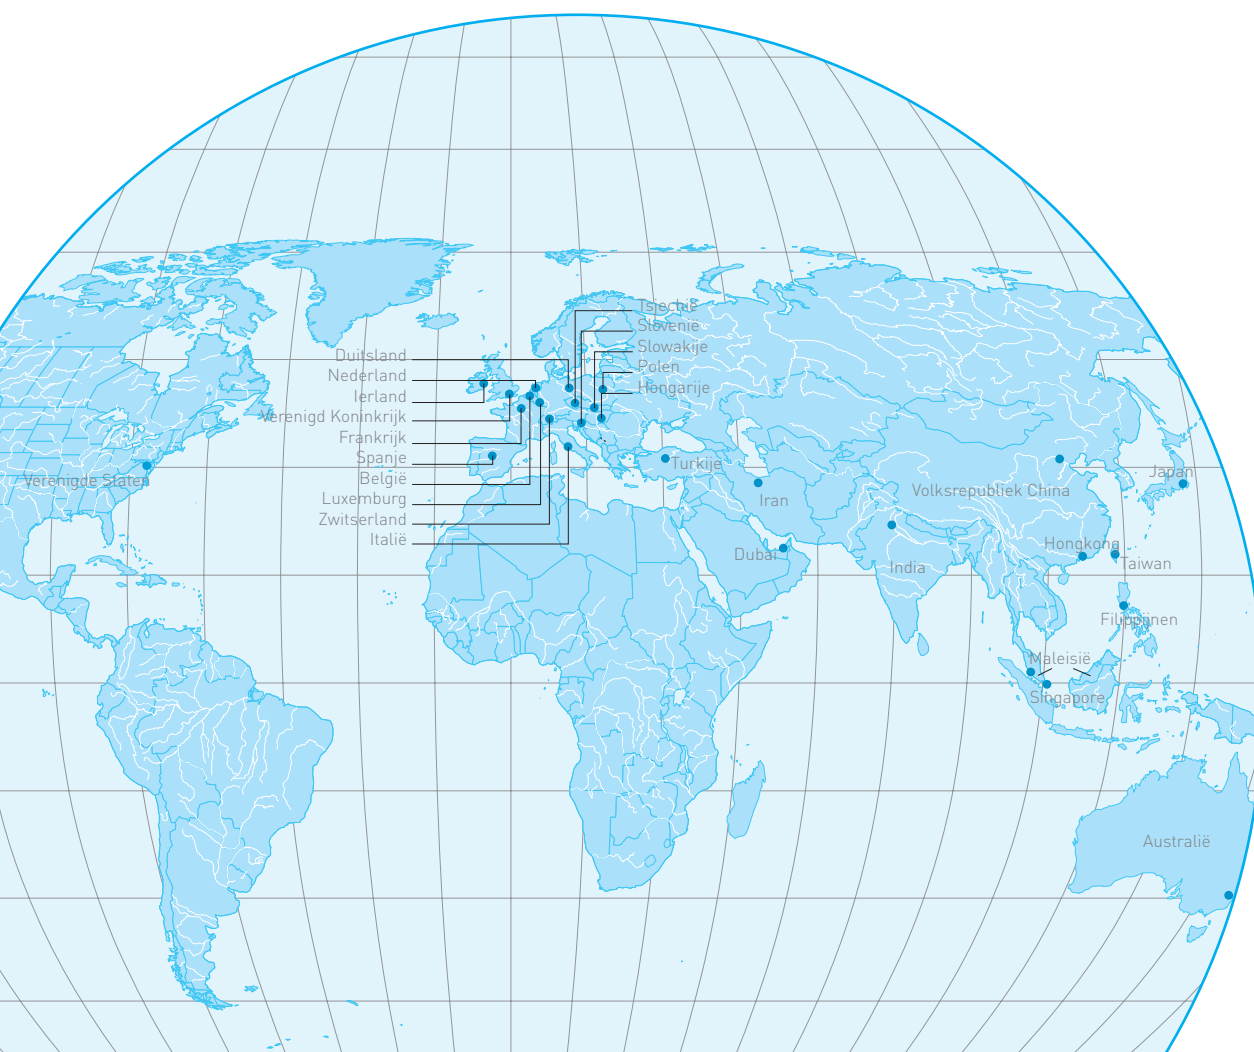 Tsjechië
Slovenië
Slowakije
Polen
Hongarije
Duitsland
Nederland
Ierland
Verenigd Koninkrijk
Frankrijk
Spanje
België
Luxemburg
Zwitserland
Italië
Verenigde Staten
Turkije
Iran
Dubai
India
Volksrepubliek China
Japan
Hongkong
Taiwan
Filippijnen
Maleisië
Singapore
Australië